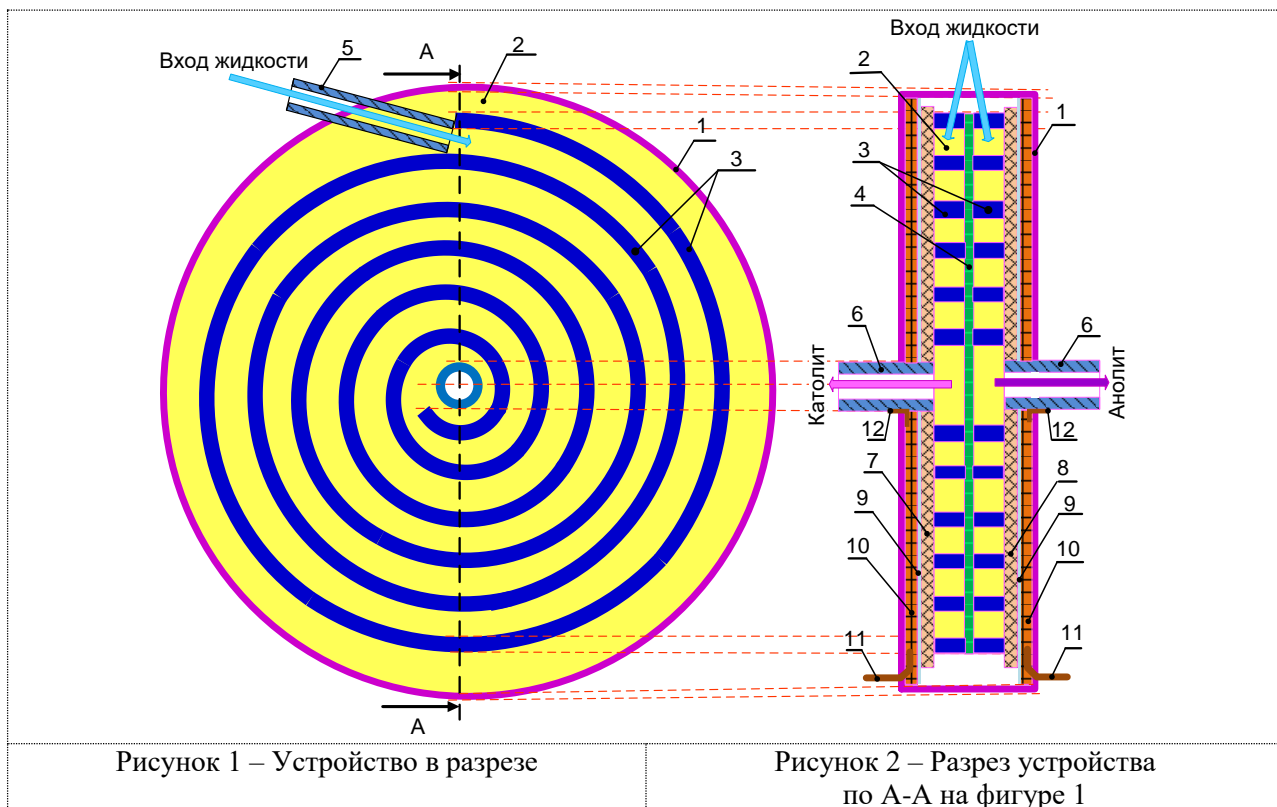 Вход жидкости
5
А
2
1
3
А
Вход жидкости
2
1
3
4
6
6
Католит
Анолит
12
12
7
8
9
9
10
10
11
11
Рисунок 1 – Устройство в разрезе
Рисунок 2 – Разрез устройства
по А-А на фигуре 1